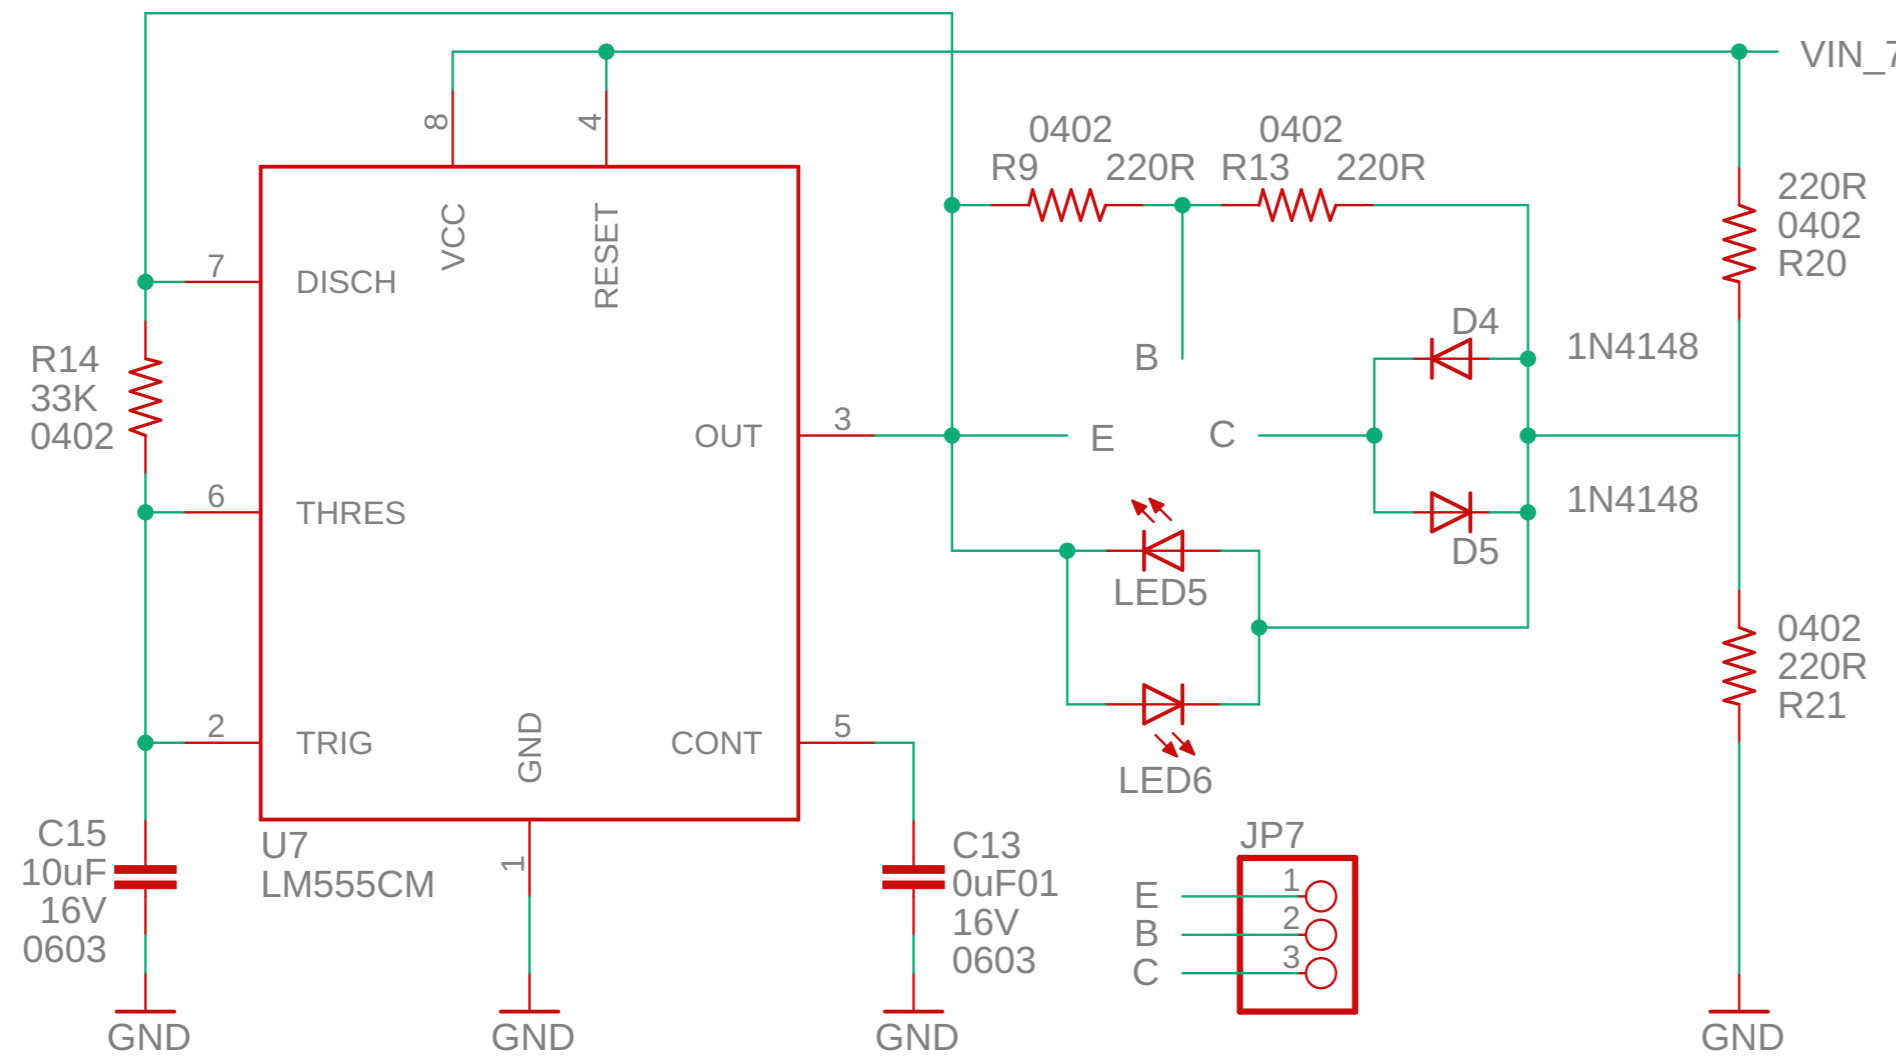 VIN_7
8
4
0402
0402
R9
220R
R13
220R
220R
0402
R20
VCC
RESET
7
DISCH
D4
1N4148
R14
33K
0402
B
3
OUT
E
C
6
THRES
1N4148
D5
LED5
0402
220R
R21
2
TRIG
GND
CONT
5
LED6
C15
10uF
16V
0603
U7
LM555CM
1
C13
0uF01
16V
0603
JP7
E
1
B
2
C
3
GND
GND
GND
GND